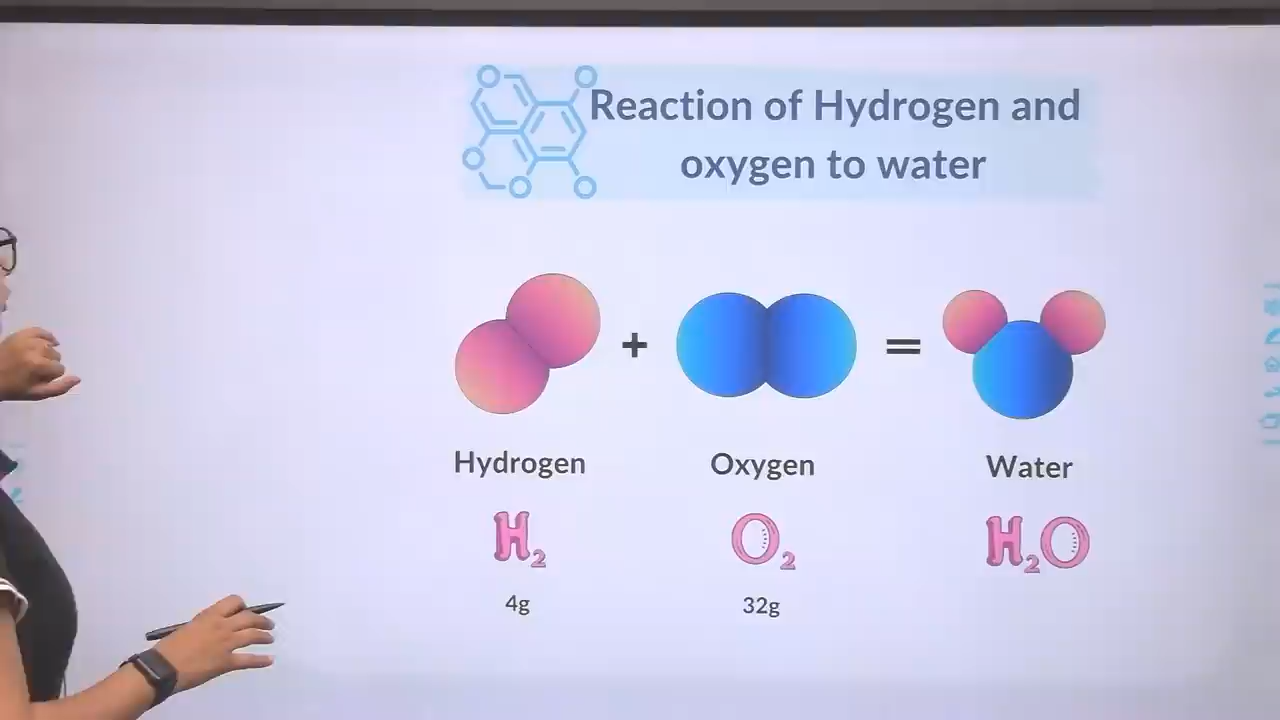 Reaction of Hydrogen and
oxygen to water
+ =
Hydrogen Oxygen Water
H₂ O₂ H₂O
4g 32g